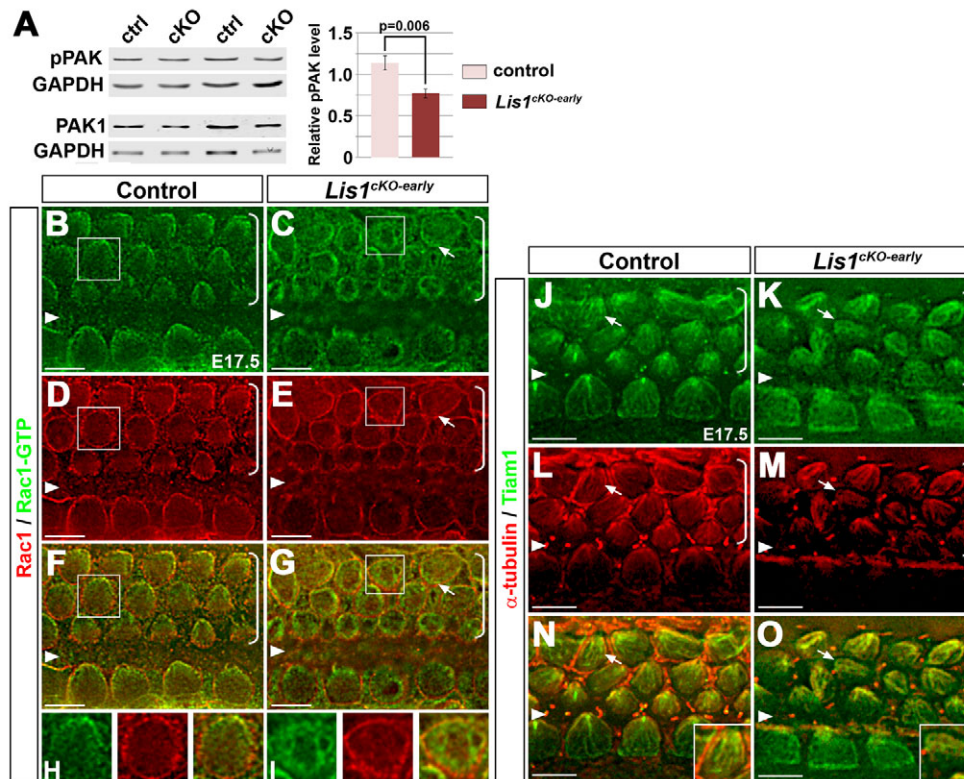 A
ctrl cKO ctrl cKO
pPAK
GAPDH
PAK1
GAPDH
Relative pPAK level
1.5
1.0
0.5
0
p=0.006
control
Lis1cKO-early
Control
Lis1cKO-early
Rac1 / Rac1-GTP
B
E17.5
C
D
E
F
G
H
I
Control
Lis1cKO-early
α-tubulin / Tiam1
J
E17.5
K
L
M
N
O